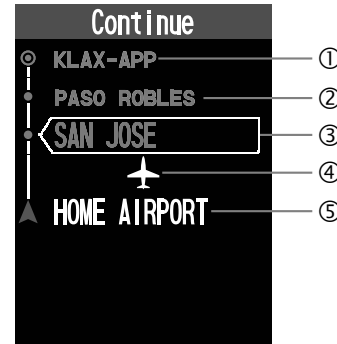 Continue
KLAX-APP ①
PASO ROBLES ②
SAN JOSE ③
④
HOME AIRPORT ⑤